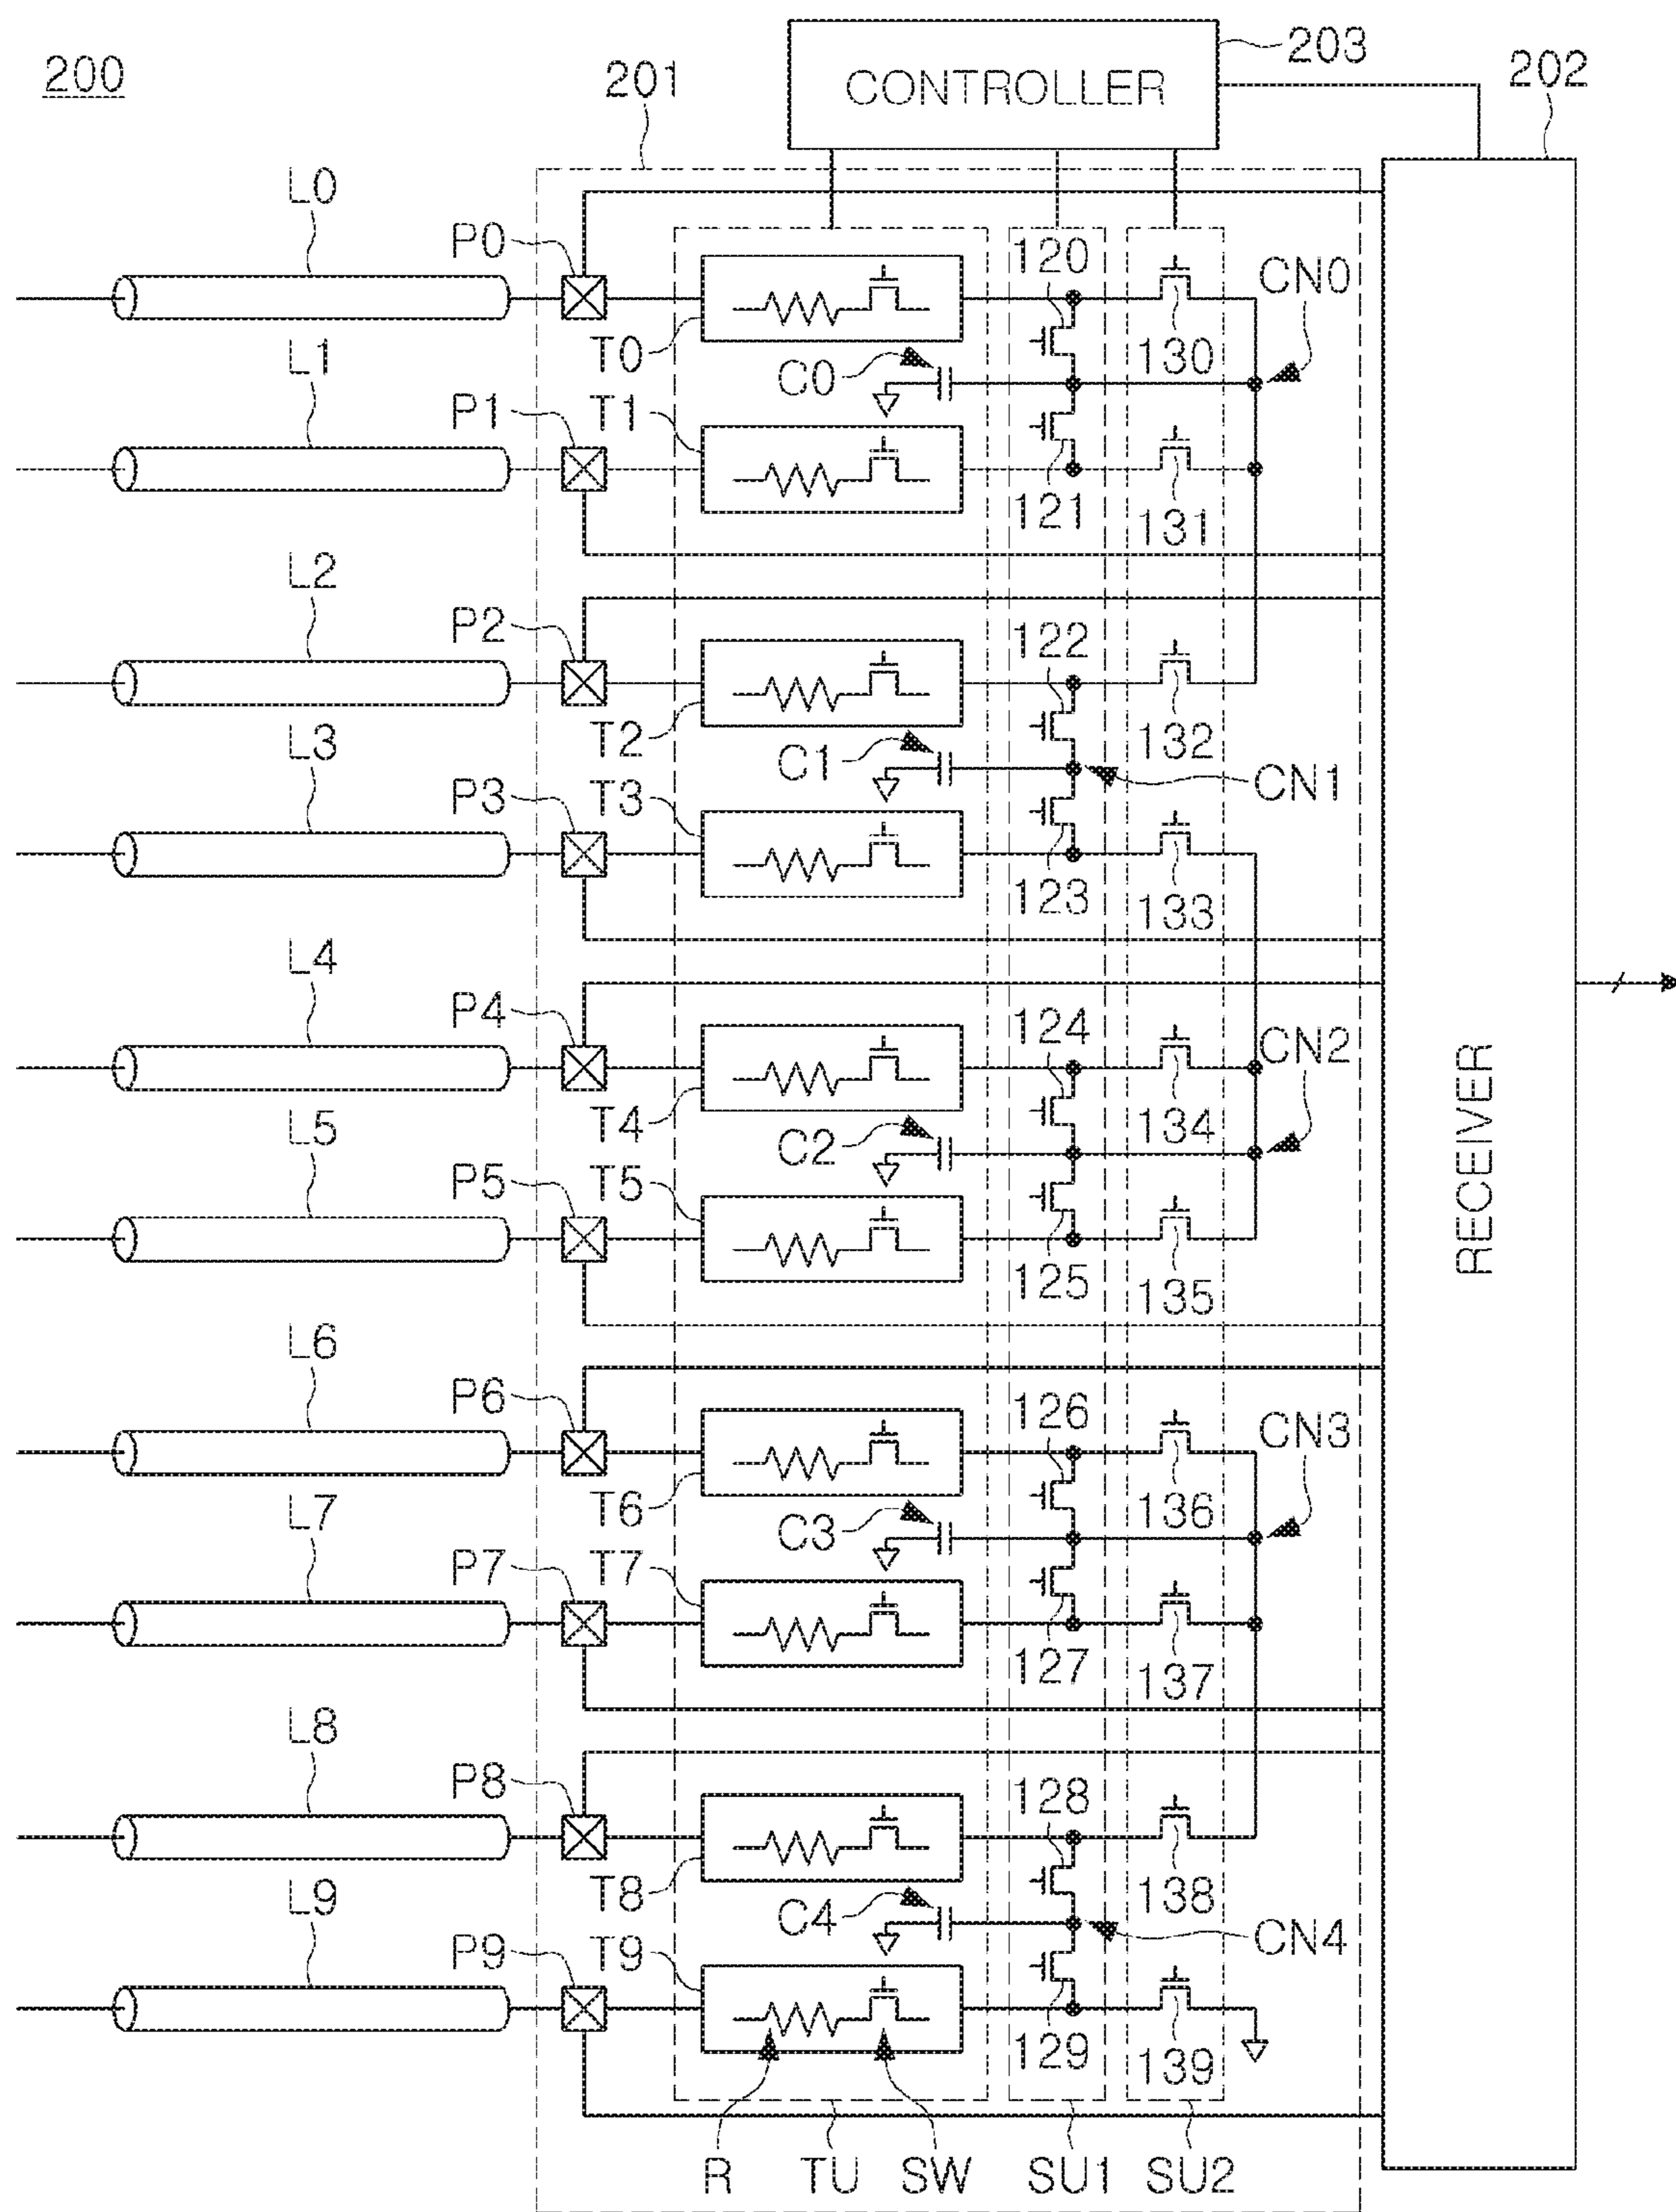 200
201
CONTROLLER
203
202
L0
P0
120
CN0
T0
130
L1
C0
P1
T1
121
131
L2
P2
122
T2
132
L3
C1
CN1
P3
T3
123
133
L4
P4
124
CN2
T4
134
L5
C2
P5
T5
125
135
RECEIVER
L6
P6
126
CN3
T6
136
L7
C3
P7
T7
127
137
L8
P8
128
T8
138
L9
C4
CN4
P9
T9
129
139
R
TU
SW
SU1
SU2